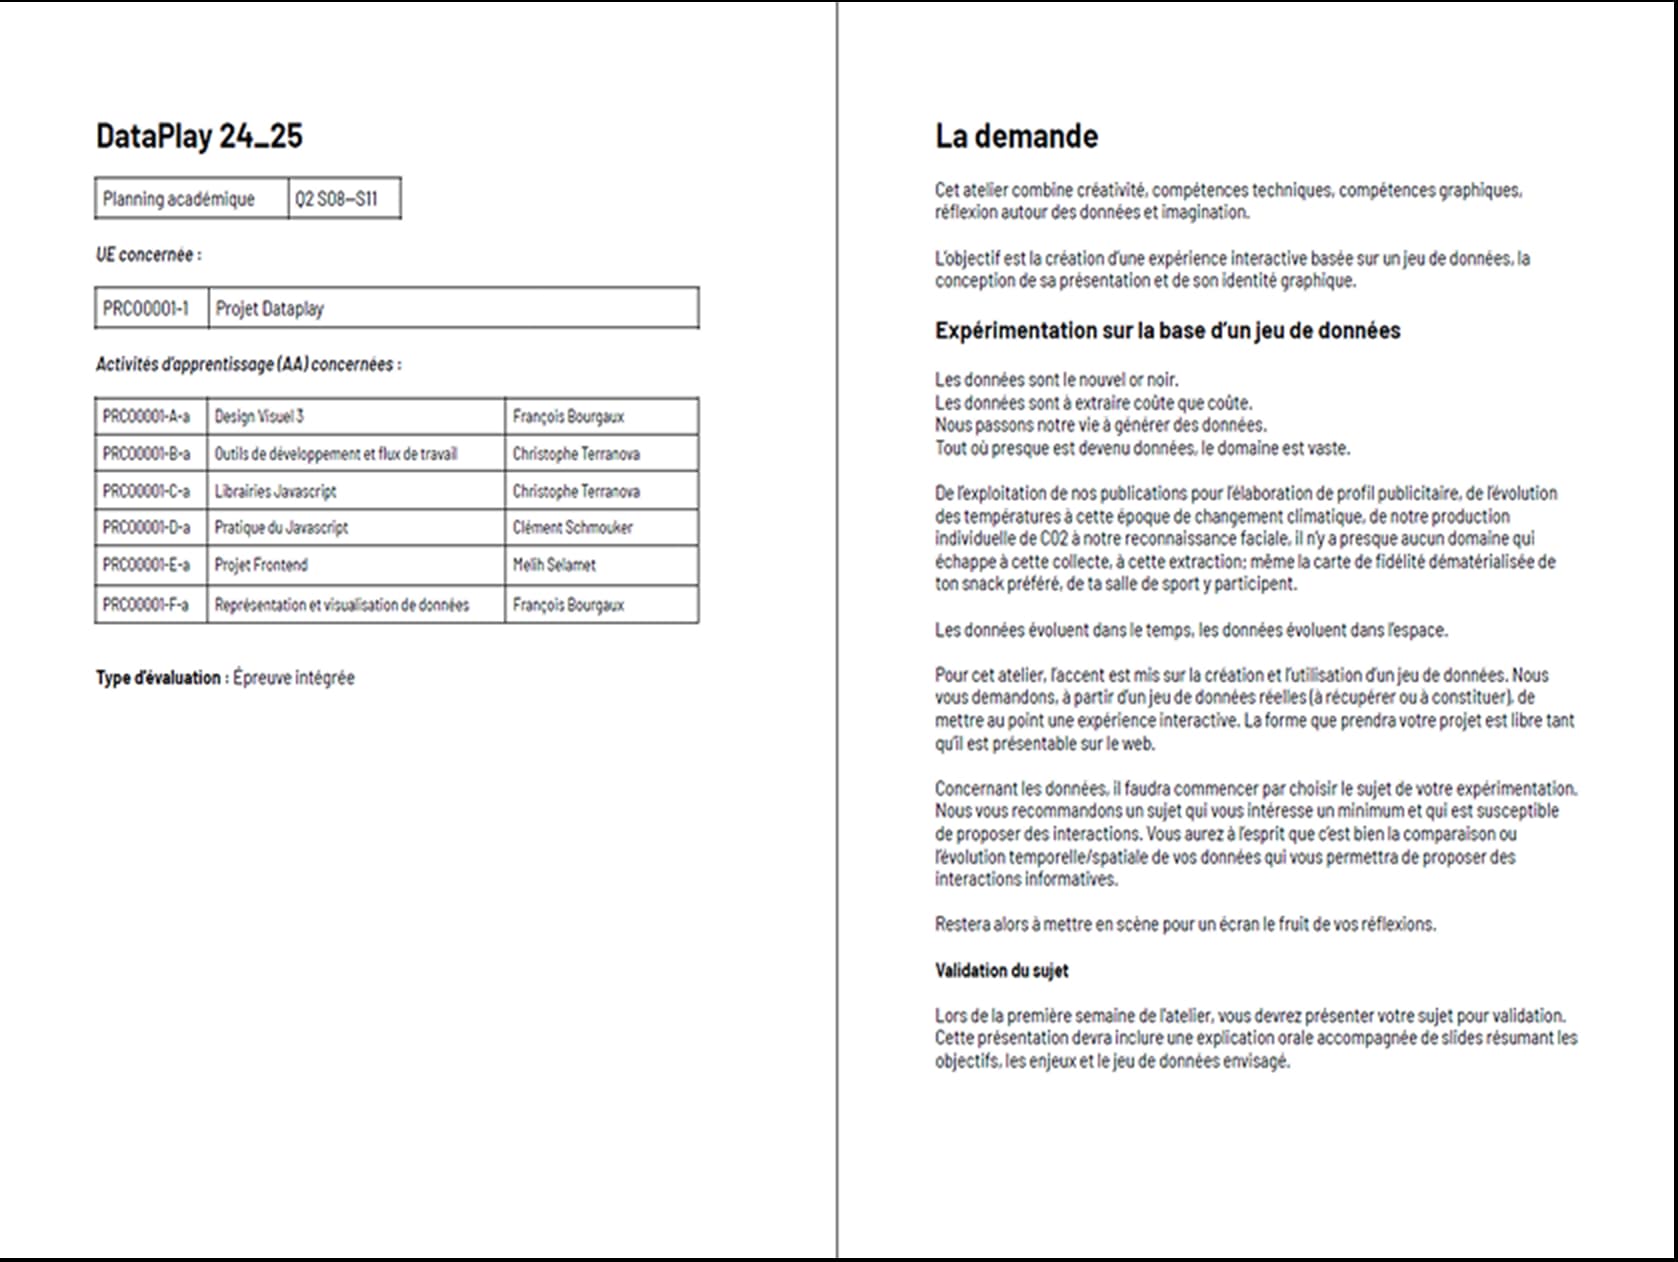 DataPlay 24_25
Planning académique Q2 S08–S11
UE concernée :
PRC00001-1 Projet Dataplay
Activités d'apprentissage (AA) concernées :
PRC00001-A-a Design Visuel 3 François Bourgaux
PRC00001-B-a Outils de développement et flux de travail Christophe Terranova
PRC00001-C-a Librairies Javascript Christophe Terranova
PRC00001-D-a Pratique du Javascript Clément Schmouker
PRC00001-E-a Projet Frontend Melih Selamet
PRC00001-F-a Représentation et visualisation de données François Bourgaux
Type d'évaluation : Épreuve intégrée
La demande
Cet atelier combine créativité, compétences techniques, compétences graphiques,
réflexion autour des données et imagination.
L'objectif est la création d'une expérience interactive basée sur un jeu de données, la
conception de sa présentation et de son identité graphique.
Expérimentation sur la base d'un jeu de données
Les données sont le nouvel or noir.
Les données sont à extraire coûte que coûte.
Nous passons notre vie à générer des données.
Tout où presque est devenu données, le domaine est vaste.
De l'exploitation de nos publications pour l'élaboration de profil publicitaire, de l'évolution
des températures à cette époque de changement climatique, de notre production
individuelle de CO2 à notre reconnaissance faciale, il n'y a presque aucun domaine qui
échappe à cette collecte, à cette extraction; même la carte de fidélité dématérialisée de
ton snack préféré, de ta salle de sport y participent.
Les données évoluent dans le temps, les données évoluent dans l'espace.
Pour cet atelier, l'accent est mis sur la création et l'utilisation d'un jeu de données. Nous
vous demandons, à partir d'un jeu de données réelles (à récupérer ou à constituer), de
mettre au point une expérience interactive. La forme que prendra votre projet est libre tant
qu'il est présentable sur le web.
Concernant les données, il faudra commencer par choisir le sujet de votre expérimentation.
Nous vous recommandons un sujet qui vous intéresse un minimum et qui est susceptible
de proposer des interactions. Vous aurez à l'esprit que c'est bien la comparaison ou
l'évolution temporelle/spatiale de vos données qui vous permettra de proposer des
interactions informatives.
Restera alors à mettre en scène pour un écran le fruit de vos réflexions.
Validation du sujet
Lors de la première semaine de l'atelier, vous devrez présenter votre sujet pour validation.
Cette présentation devra inclure une explication orale accompagnée de slides résumant les
objectifs, les enjeux et le jeu de données envisagé.